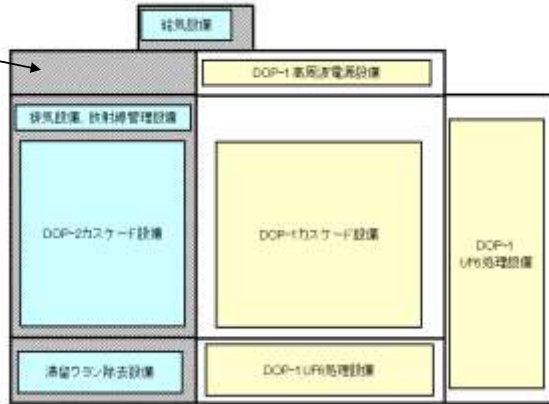 給気設備
DOP-1高周波電源設備
排気設備、放射線管理設備
DOP-2カスケード設備
DOP-1カスケード設備
DOP-1
UF6処理設備
滞留ウラン除去設備
DOP-1UF6処理設備